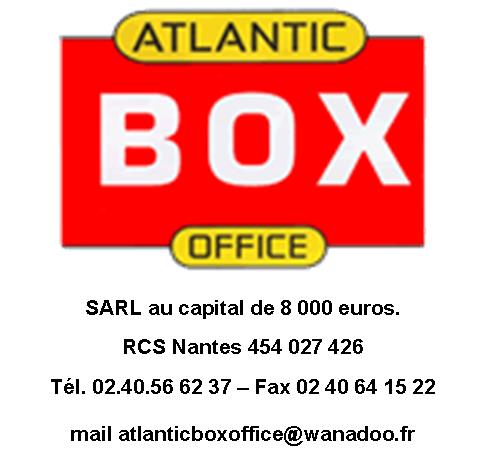 ATLANTIC
BOX
OFFICE
SARL au capital de 8 000 euros.
RCS Nantes 454 027 426
Tél. 02.40.56 62 37 – Fax 02 40 64 15 22
mail atlanticboxoffice@wanadoo.fr